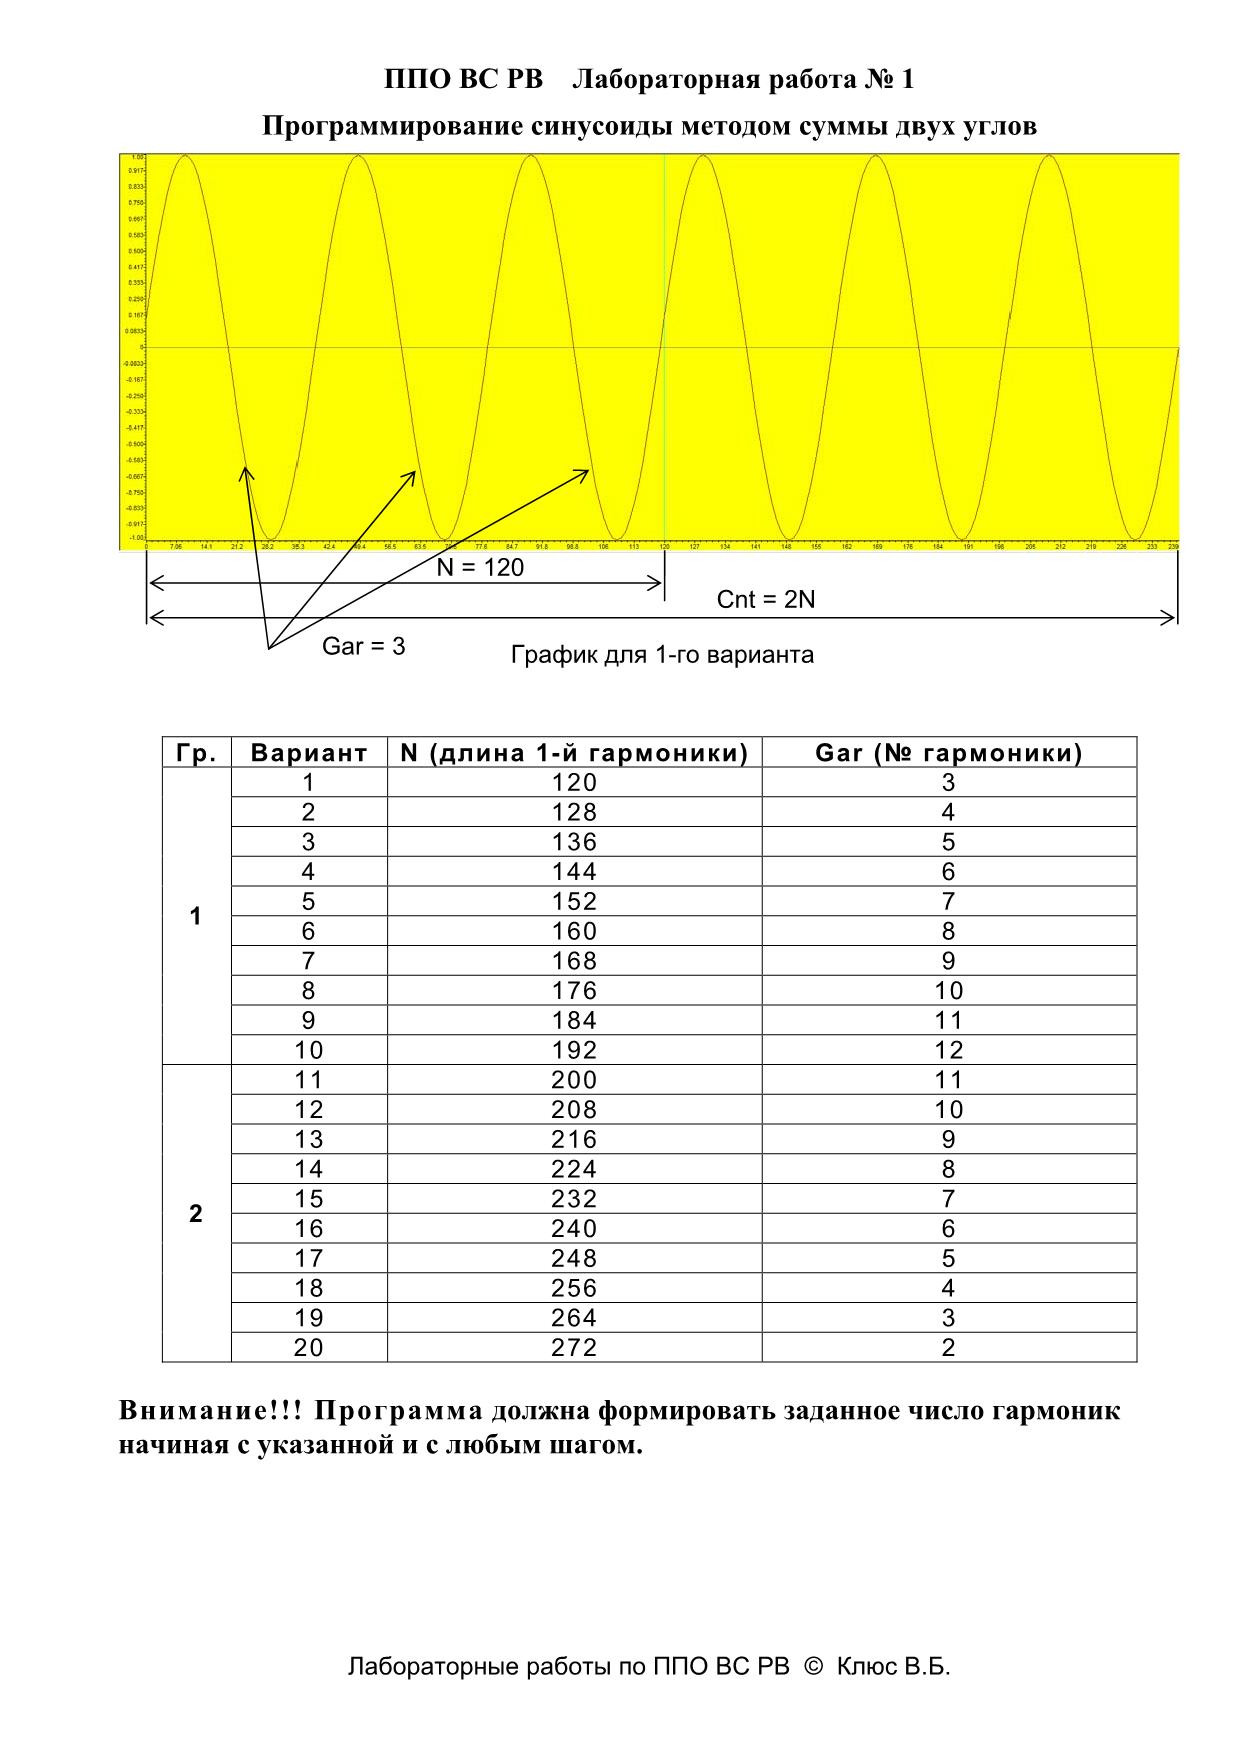 ППО ВС РВ Лабораторная работа № 1
Программирование синусоиды методом суммы двух углов
1.00
0.917
0.833
0.750
0.667
0.583
0.500
0.417
0.333
0.250
0.167
0.0833
0
-0.0833
-0.167
-0.250
-0.333
-0.417
-0.500
-0.583
-0.667
-0.750
-0.833
-0.917
-1.00
0 7.06 14.1 21.2 28.2 35.3 42.4 49.4 56.5 63.5 77.6 84.7 91.8 98.8 106 113 120 127 134 141 148 155 162 169 176 184 191 198 205 212 219 226 233 239
N = 120
Cnt = 2N
Gar = 3
График для 1-го варианта
Гр. Вариант N (длина 1-й гармоники) Gar (№ гармоники)
1
1 120 3
2 128 4
3 136 5
4 144 6
5 152 7
6 160 8
7 168 9
8 176 10
9 184 11
10 192 12
2
11 200 11
12 208 10
13 216 9
14 224 8
15 232 7
16 240 6
17 248 5
18 256 4
19 264 3
20 272 2
Внимание!!! Программа должна формировать заданное число гармоник
начиная с указанной и с любым шагом.
Лабораторные работы по ППО ВС РВ © Клюс В.Б.